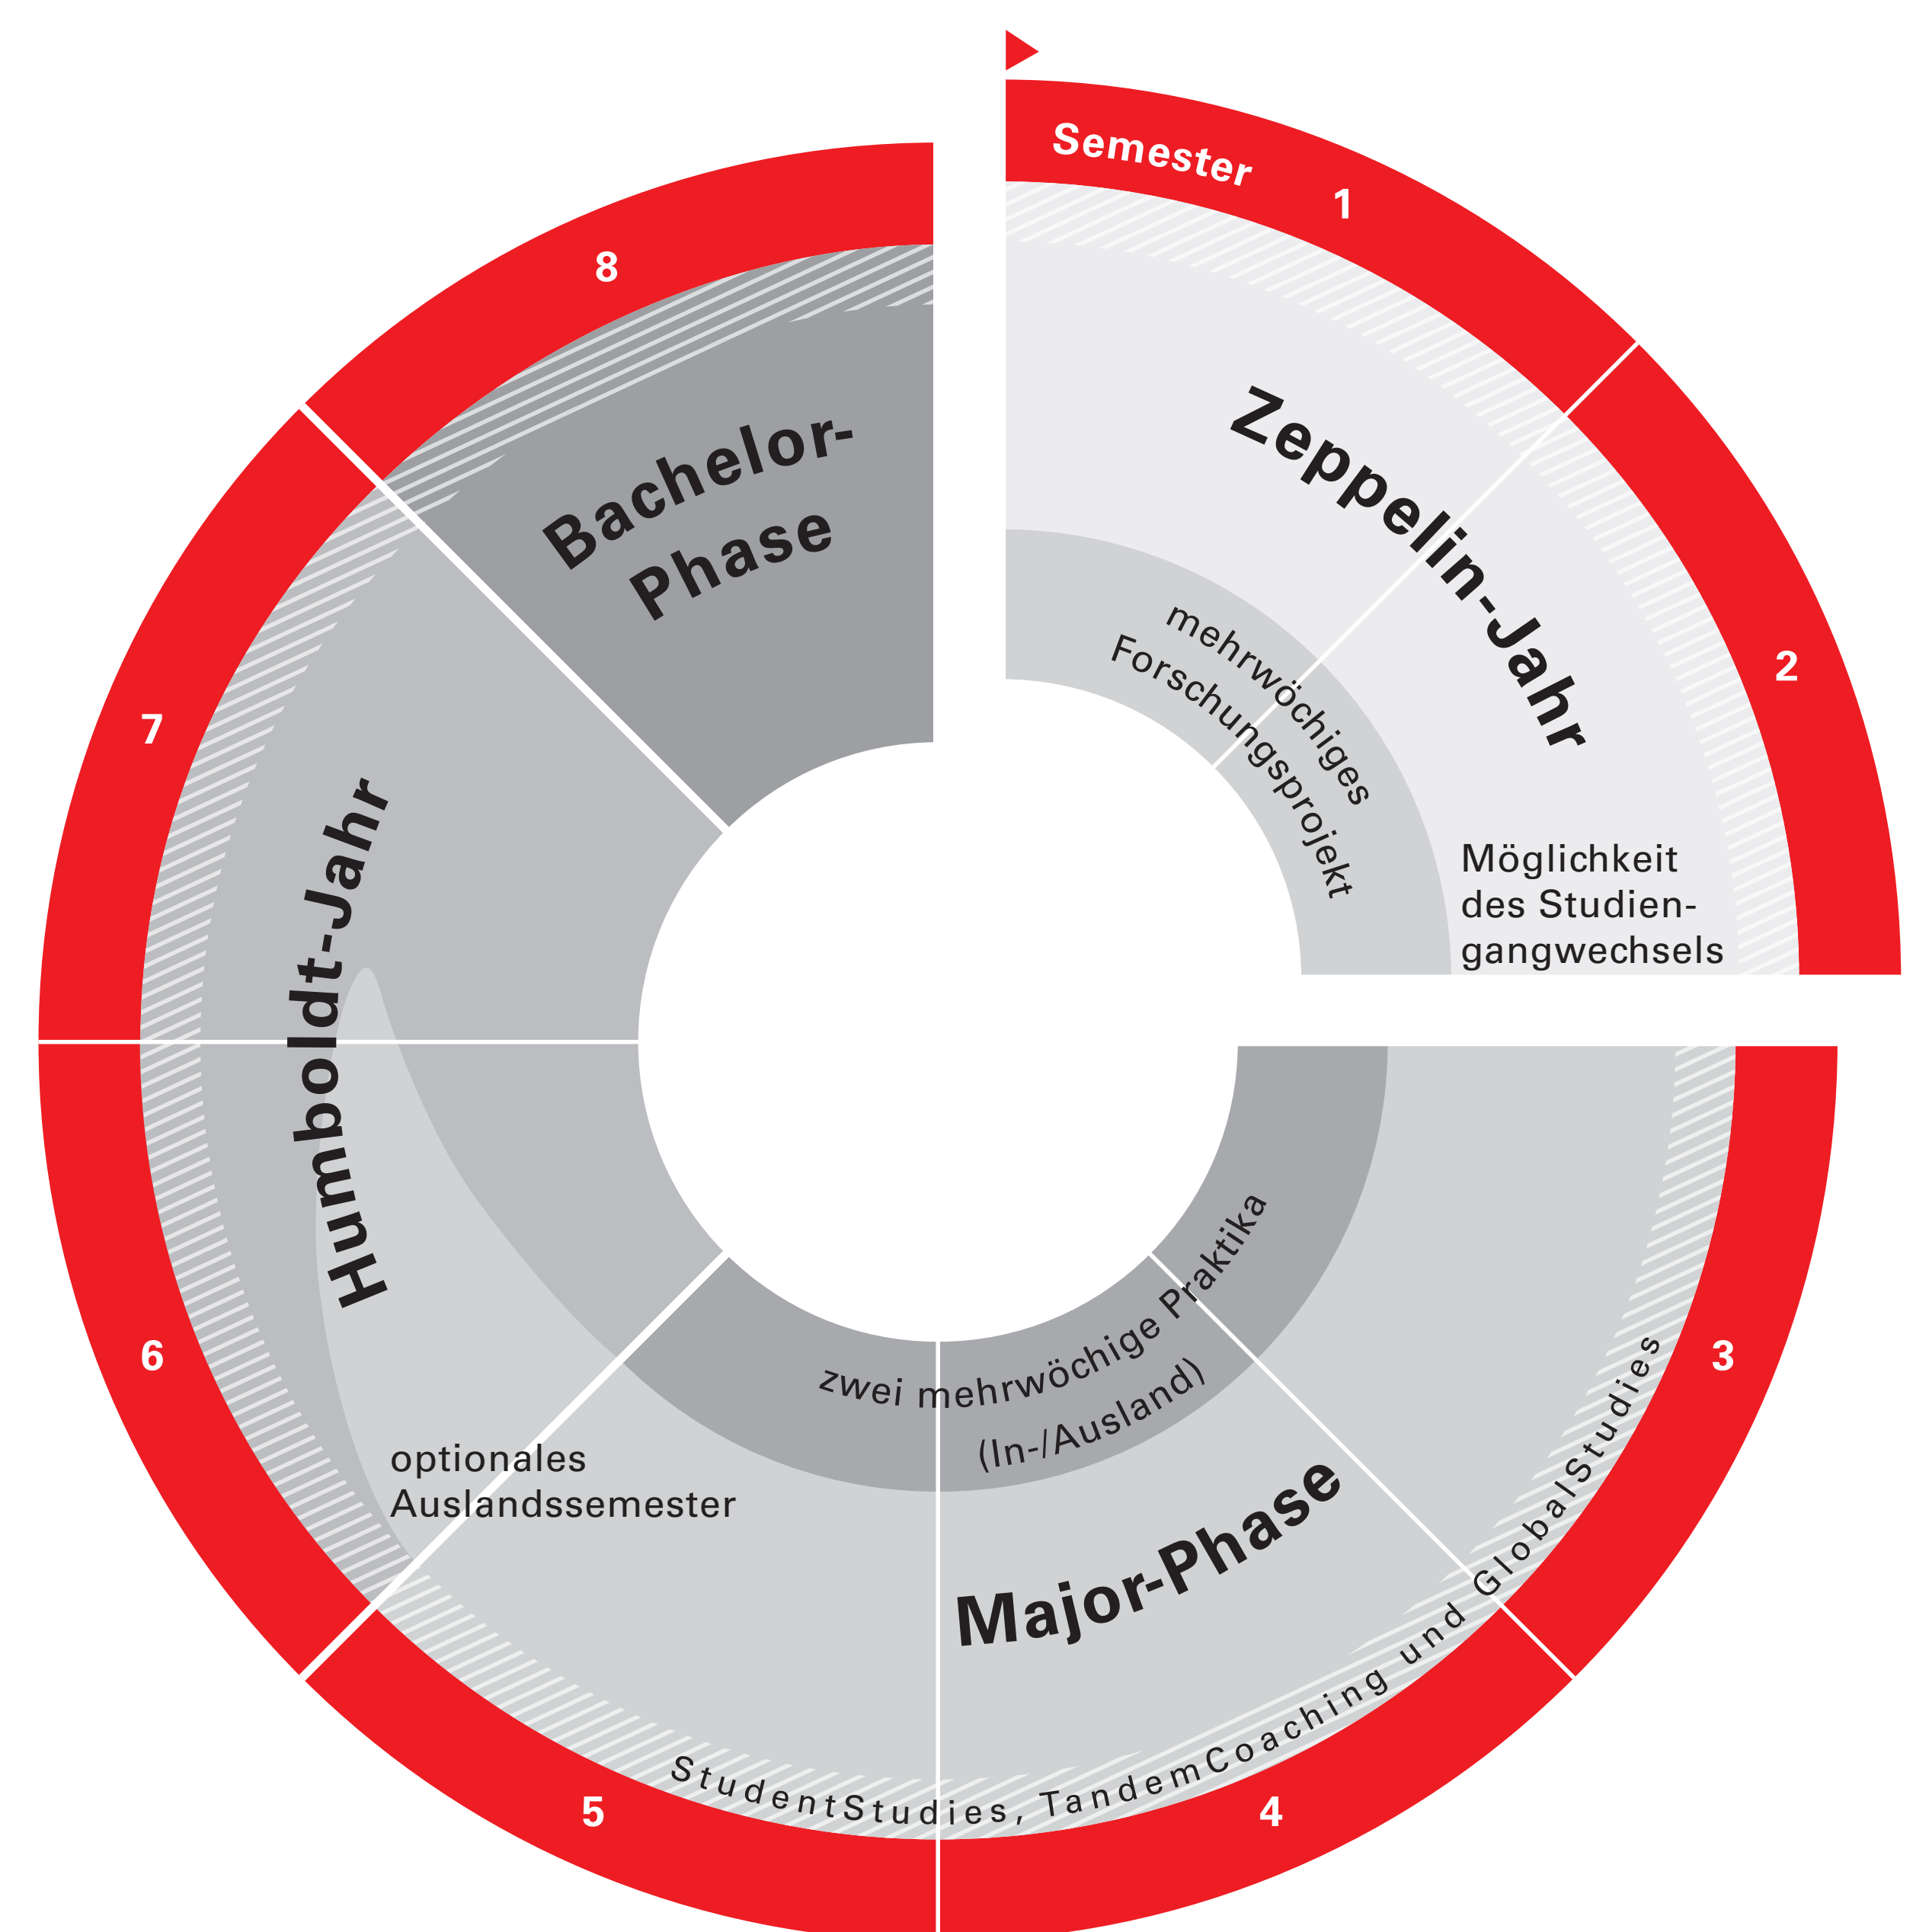 Semester
1
2
3
4
5
6
7
8
Zeppelin-Jahr
mehrwöchiges
Forschungsprojekt
Möglichkeit
des Studien-
gangwechsels
zwei mehrwöchige Praktika
(In-/Ausland)
Major-Phase
StudentStudies, TandemCoaching und GlobalStudies
optionales
Auslandssemester
Humboldt-Jahr
Bachelor-
Phase